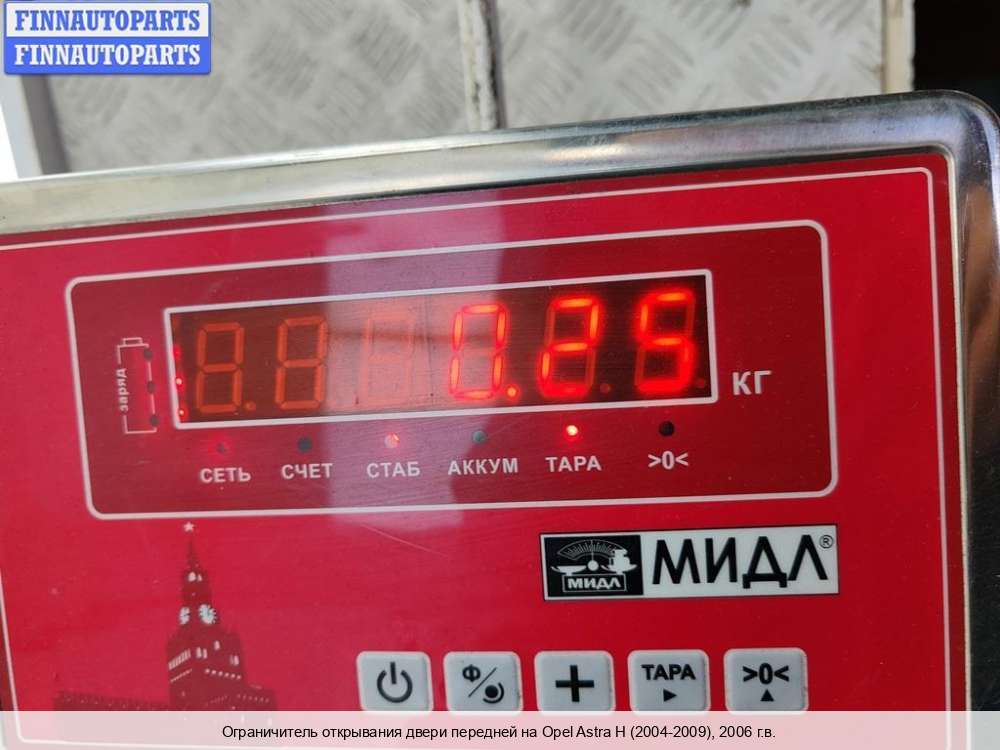 FINNAUTOPARTS
FINNAUTOPARTS
заряд
0.25 КГ
СЕТЬ СЧЕТ СТАБ АККУМ ТАРА >0<
МИДЛ МИДЛ®
Ф ТАРА >0<
Ограничитель открывания двери передней на Opel Astra H (2004-2009), 2006 г.в.